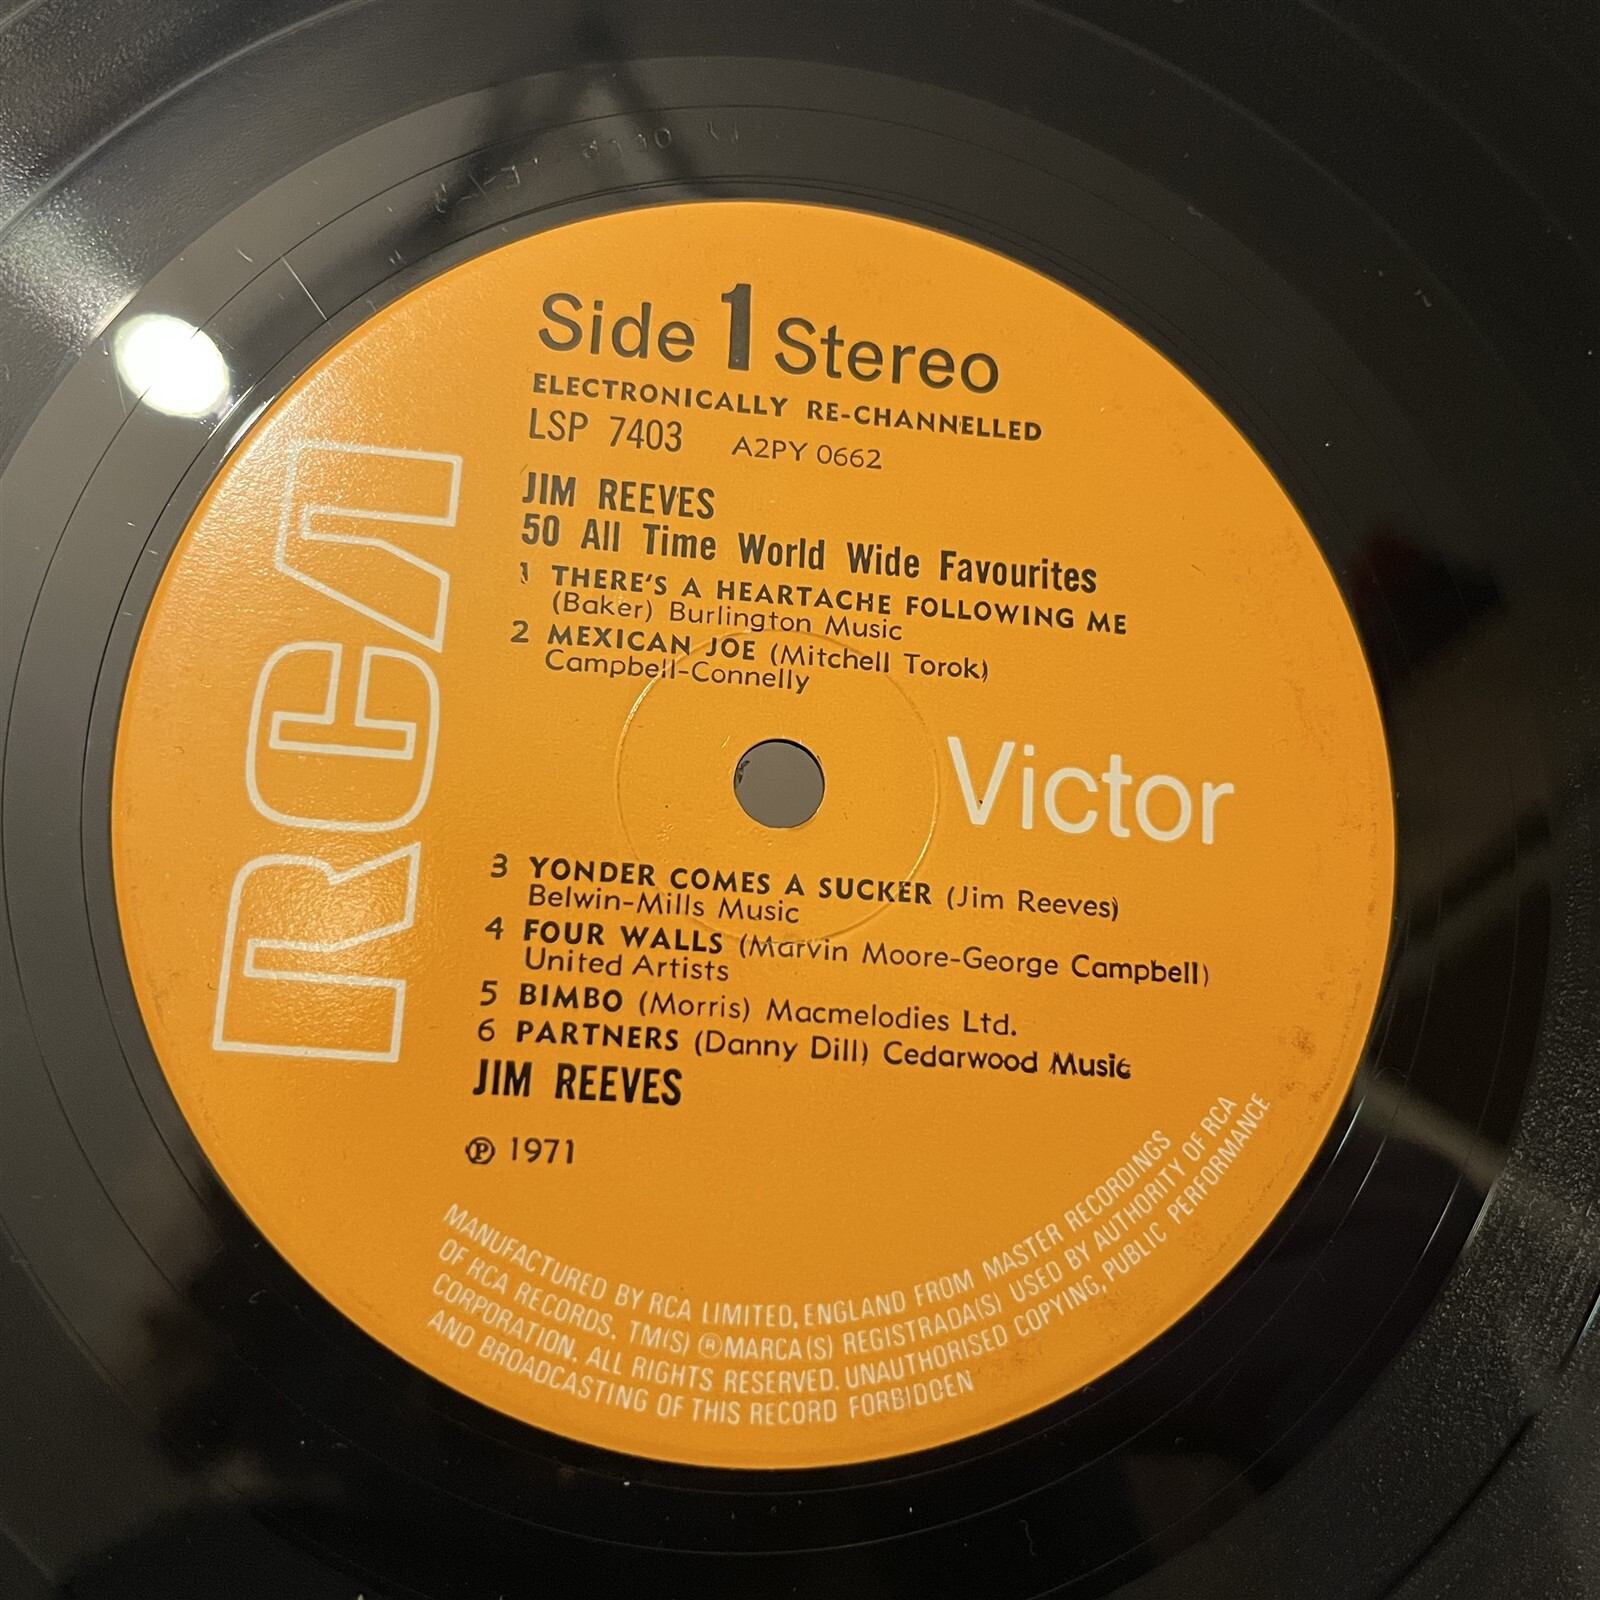 Side 1 Stereo
ELECTRONICALLY RE-CHANNELLED
LSP 7403 A2PY 0662
JIM REEVES
50 All Time World Wide Favourites
1 THERE'S A HEARTACHE FOLLOWING ME
(Baker) Burlington Music
2 MEXICAN JOE (Mitchell Torok)
Campbell-Connelly
RCA
Victor
3 YONDER COMES A SUCKER (Jim Reeves)
Belwin-Mills Music
4 FOUR WALLS (Marvin Moore-George Campbell)
United Artists
5 BIMBO (Morris) Macmelodies Ltd.
6 PARTNERS (Danny Dill) Cedarwood Music
JIM REEVES
℗ 1971
MANUFACTURED BY RCA LIMITED, ENGLAND FROM MASTER RECORDINGS
OF RCA RECORDS. TM(S) ® MARCA(S) REGISTRADA(S) USED BY AUTHORITY OF RCA
CORPORATION. ALL RIGHTS RESERVED. UNAUTHORISED COPYING, PUBLIC PERFORMANCE
AND BROADCASTING OF THIS RECORD FORBIDDEN